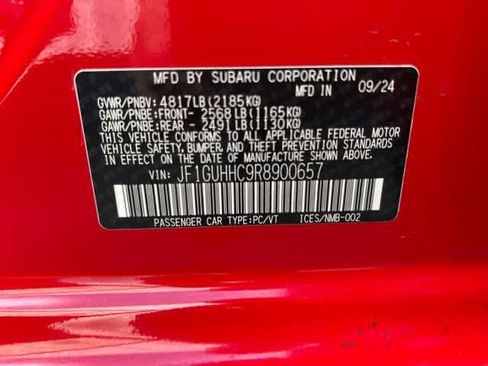 MFD BY SUBARU CORPORATION
MFD IN 09/24
GVWR/PNBV: 4817LB(2185KG)
GAWR/PNBE:FRONT- 2568LB(1165KG)
GAWR/PNBE:REAR - 2491LB(1130KG)
THIS VEHICLE CONFORMS TO ALL APPLICABLE FEDERAL MOTOR
VEHICLE SAFETY, BUMPER, AND THEFT PREVENTION STANDARDS
IN EFFECT ON THE DATE OF MANUFACTURE SHOWN ABOVE.
VIN: JF1GUHHC9R8900657
PASSENGER CAR TYPE:PC/VT ICES/NMB-002